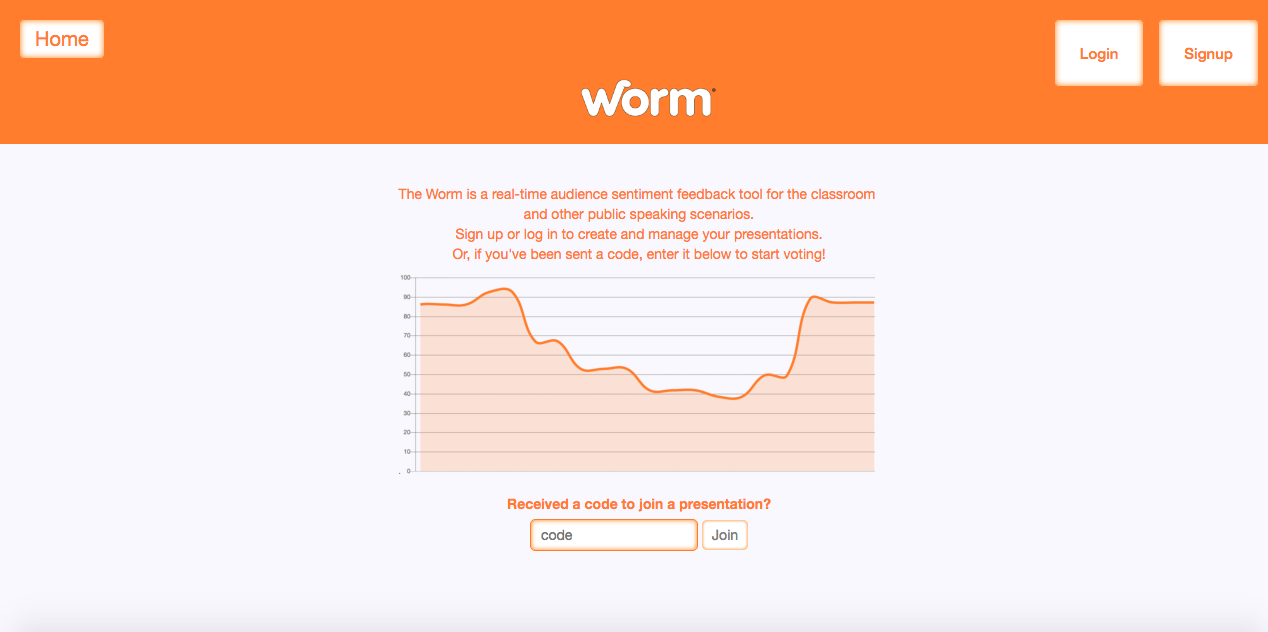 Home
Login
Signup
worm
The Worm is a real-time audience sentiment feedback tool for the classroom
and other public speaking scenarios.
Sign up or log in to create and manage your presentations.
Or, if you've been sent a code, enter it below to start voting!
100
90
80
70
60
50
40
30
20
10
0
Received a code to join a presentation?
code
Join